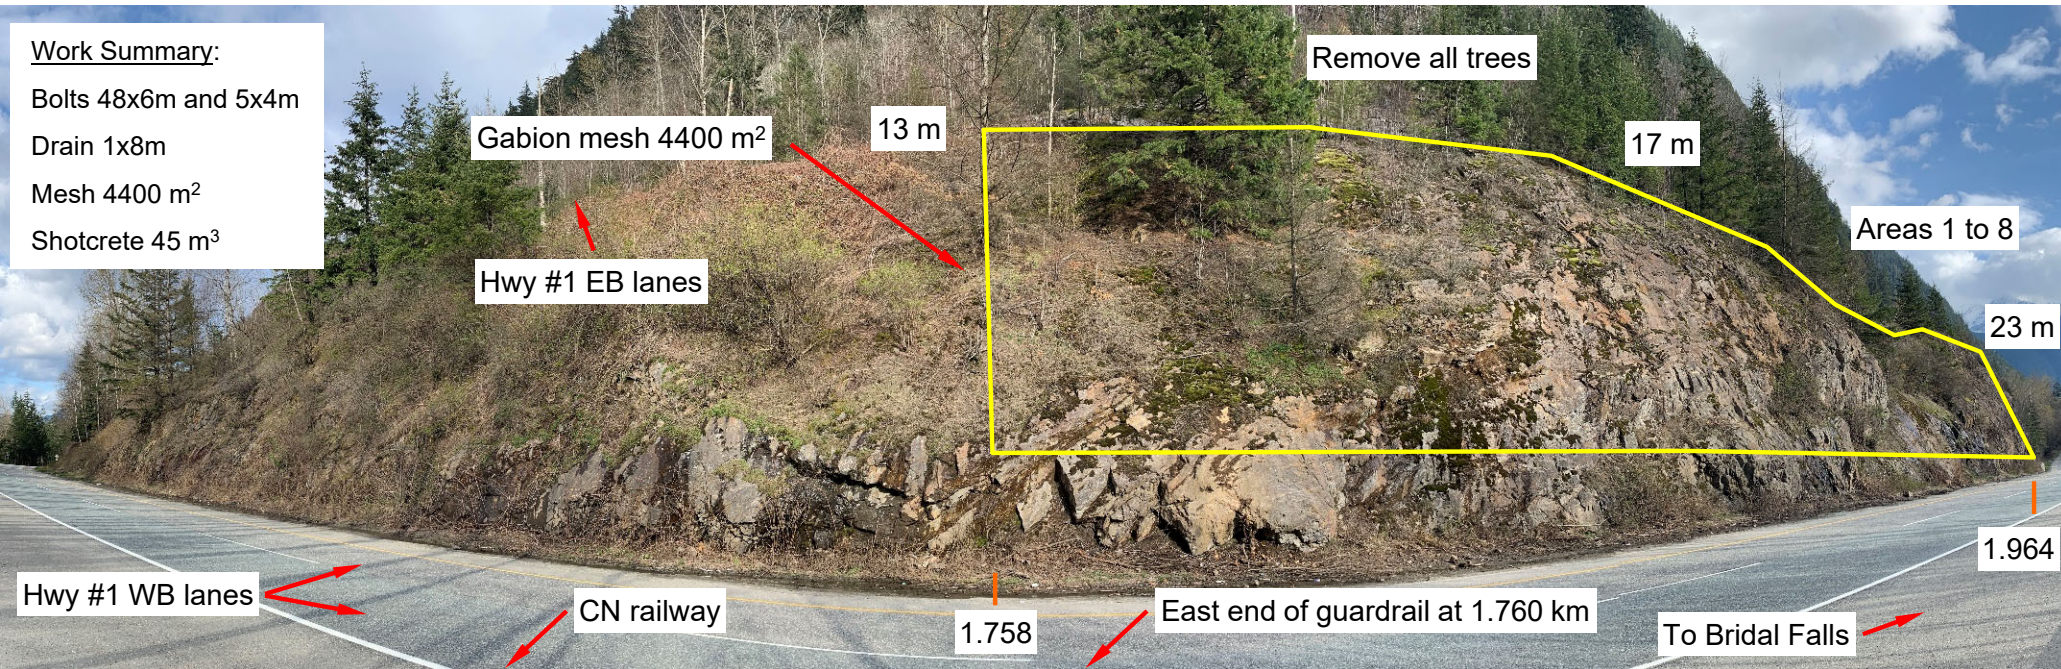 Work Summary:
Bolts 48x6m and 5x4m
Drain 1x8m
Mesh 4400 m²
Shotcrete 45 m³
Remove all trees
Gabion mesh 4400 m²
13 m
17 m
Areas 1 to 8
Hwy #1 EB lanes
23 m
Hwy #1 WB lanes
CN railway
1.758
East end of guardrail at 1.760 km
1.964
To Bridal Falls